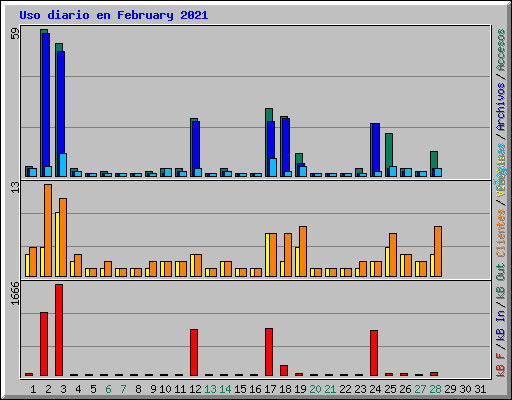 Uso diario en February 2021
59
13
1666
Accesos / Archivos / Páginas
Clientes /
kB F / kB In / kB Out
1 2 3 4 5 6 7 8 9 10 11 12 13 14 15 16 17 18 19 20 21 22 23 24 25 26 27 28 29 30 31